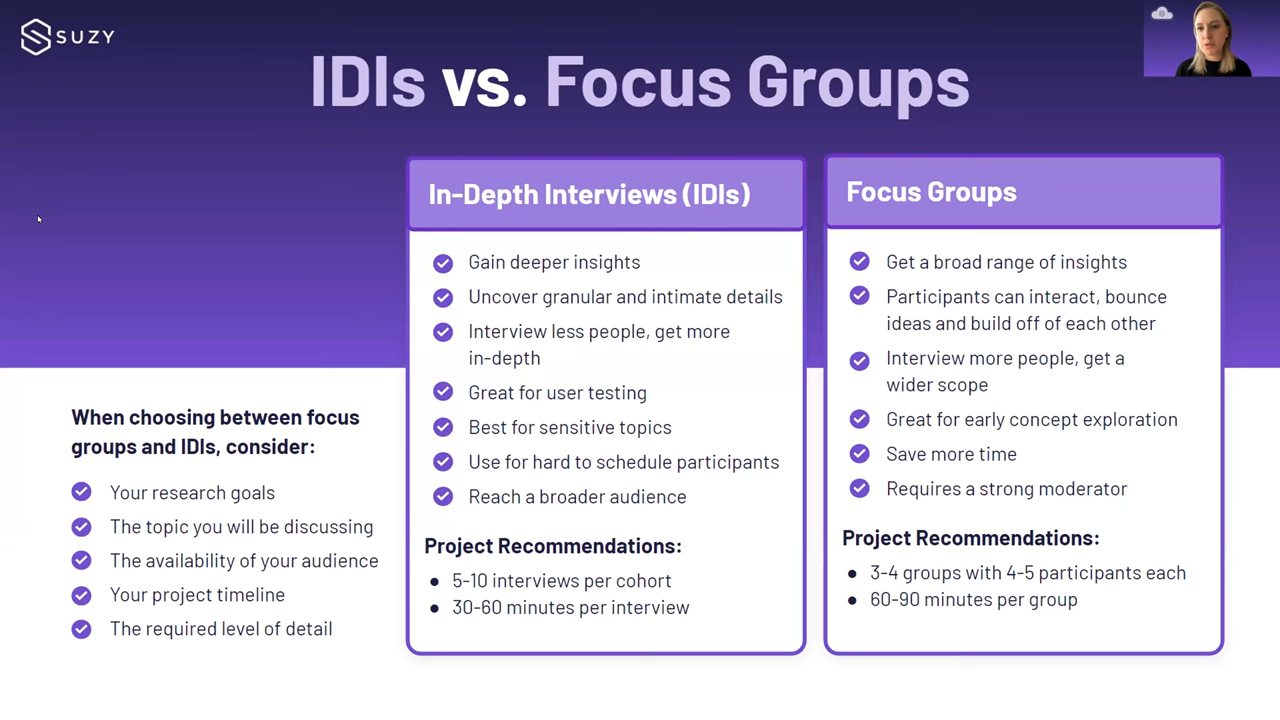 SUZY
IDIs vs. Focus Groups
In-Depth Interviews (IDIs)
Gain deeper insights
Uncover granular and intimate details
Interview less people, get more
in-depth
Great for user testing
Best for sensitive topics
Use for hard to schedule participants
Reach a broader audience
Project Recommendations:
• 5-10 interviews per cohort
• 30-60 minutes per interview
Focus Groups
Get a broad range of insights
Participants can interact, bounce
ideas and build off of each other
Interview more people, get a
wider scope
Great for early concept exploration
Save more time
Requires a strong moderator
Project Recommendations:
• 3-4 groups with 4-5 participants each
• 60-90 minutes per group
When choosing between focus
groups and IDIs, consider:
Your research goals
The topic you will be discussing
The availability of your audience
Your project timeline
The required level of detail